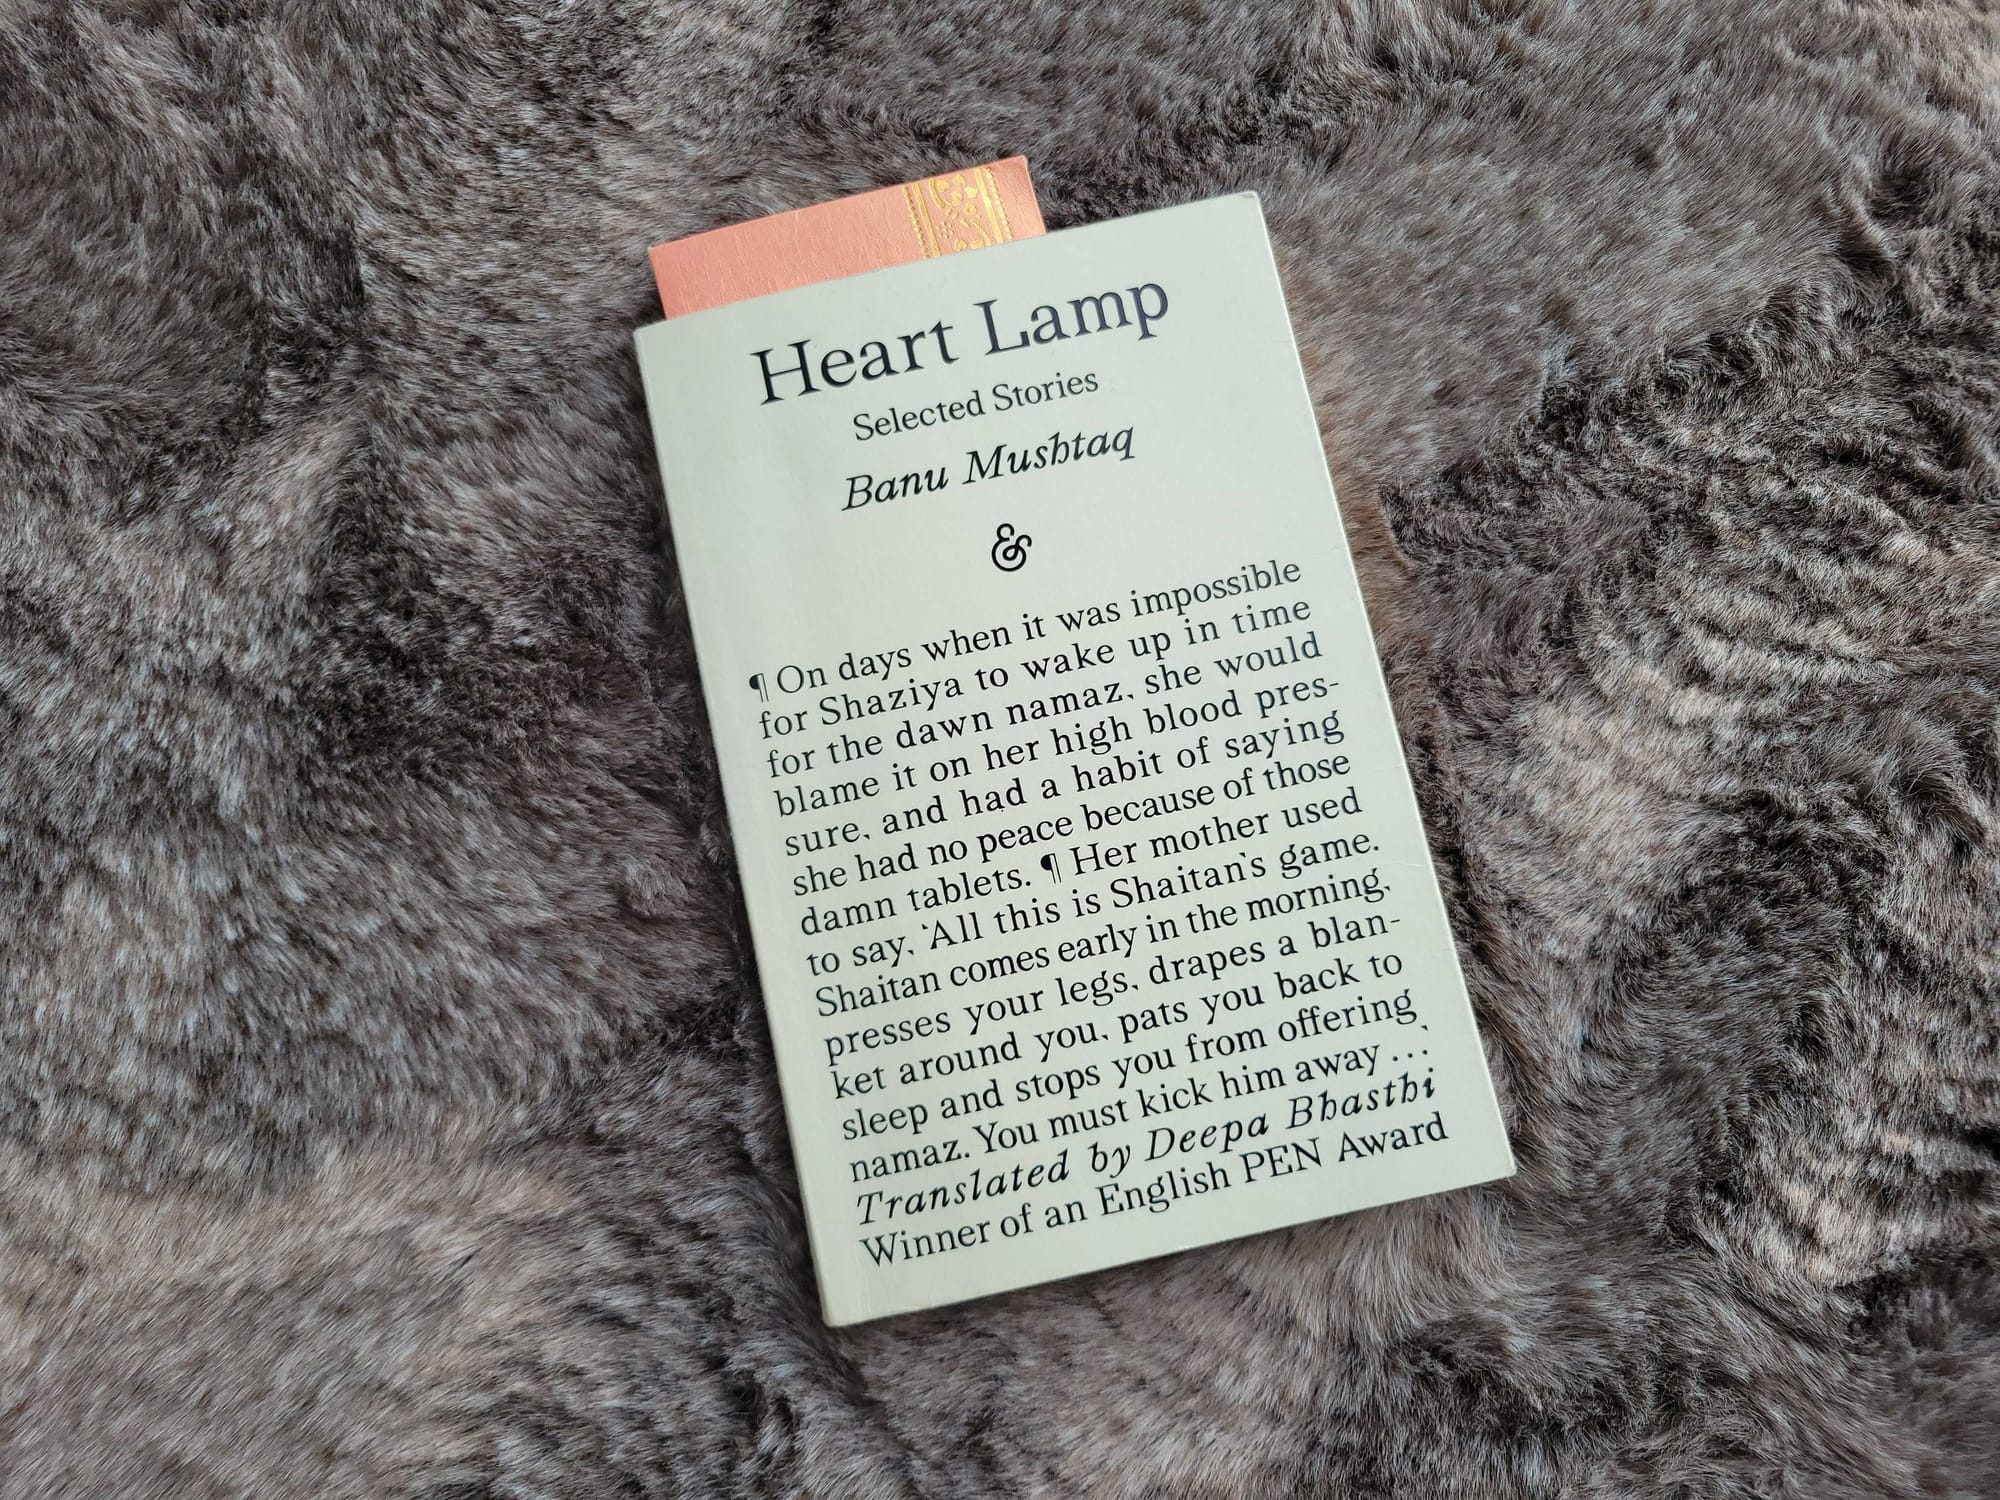 Heart Lamp
Selected Stories
Banu Mushtaq
&
¶ On days when it was impossible
for Shaziya to wake up in time
for the dawn namaz, she would
blame it on her high blood pres-
sure, and had a habit of saying
she had no peace because of those
damn tablets. ¶ Her mother used
to say, ‘All this is Shaitan’s game.
Shaitan comes early in the morning,
presses your legs, drapes a blan-
ket around you, pats you back to
sleep and stops you from offering
namaz. You must kick him away ...’
Translated by Deepa Bhasthi
Winner of an English PEN Award